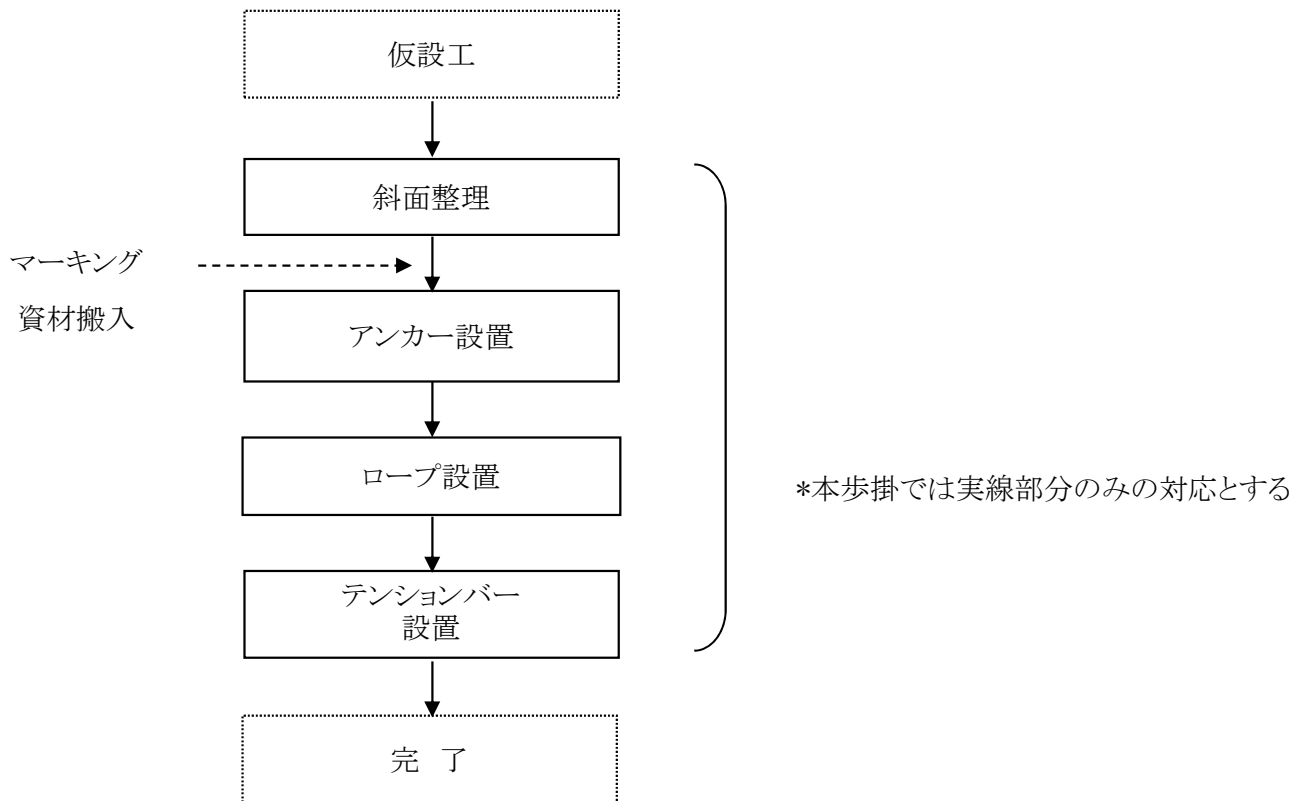 仮設工
斜面整理
マーキング
資材搬入
アンカー設置
ロープ設置
*本歩掛では実線部分のみの対応とする
テンションバー
設置
完 了